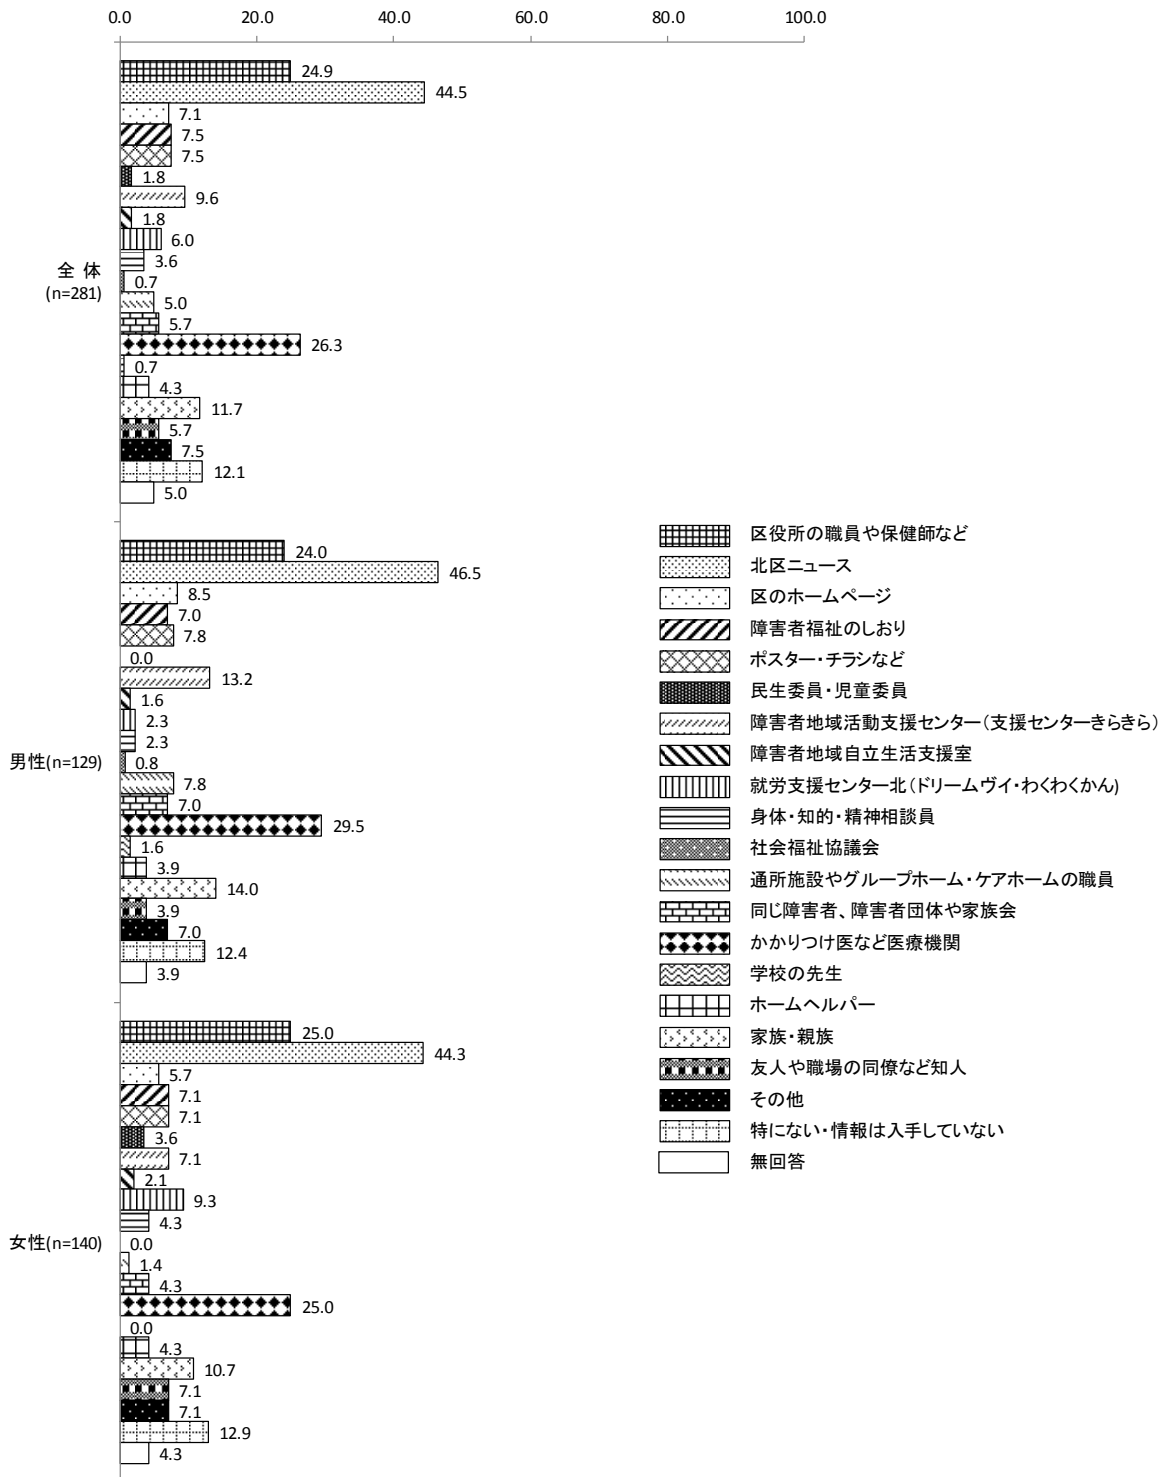 0.0 20.0 40.0 60.0 80.0 100.0
24.9
44.5
7.1
7.5
7.5
1.8
9.6
1.8
6.0
3.6
全 体
(n=281)
0.7
5.0
5.7
26.3
0.7
4.3
11.7
5.7
7.5
12.1
5.0
24.0
46.5
8.5
7.0
7.8
0.0
13.2
1.6
2.3
2.3
男性(n=129)
0.8
7.8
7.0
29.5
1.6
3.9
14.0
3.9
7.0
12.4
3.9
25.0
44.3
5.7
7.1
7.1
3.6
7.1
2.1
9.3
4.3
女性(n=140)
0.0
1.4
4.3
25.0
0.0
4.3
10.7
7.1
7.1
12.9
4.3
区役所の職員や保健師など
北区ニュース
区のホームページ
障害者福祉のしおり
ポスター・チラシなど
民生委員・児童委員
障害者地域活動支援センター(支援センターきらきら)
障害者地域自立生活支援室
就労支援センター北(ドリームヴイ・わくわくかん)
身体・知的・精神相談員
社会福祉協議会
通所施設やグループホーム・ケアホームの職員
同じ障害者、障害者団体や家族会
かかりつけ医など医療機関
学校の先生
ホームヘルパー
家族・親族
友人や職場の同僚など知人
その他
特にない・情報は入手していない
無回答